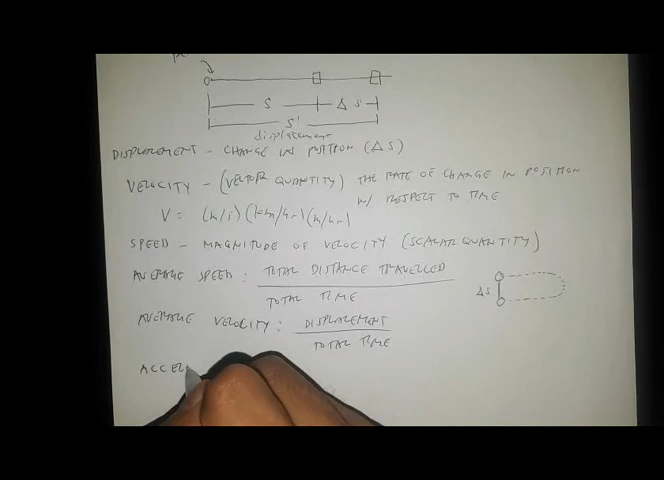 S Δ S
S'
displacement
DISPLACEMENT - CHANGE IN POSITION (ΔS)
VELOCITY - (VECTOR QUANTITY) THE RATE OF CHANGE IN POSITION
W/ RESPECT TO TIME
V = (m/s) (km/hr) (m/hr)
SPEED - MAGNITUDE OF VELOCITY (SCALAR QUANTITY)
AVERAGE SPEED : TOTAL DISTANCE TRAVELLED
TOTAL TIME
ΔS
AVERAGE VELOCITY : DISPLACEMENT
TOTAL TIME
ACCEL